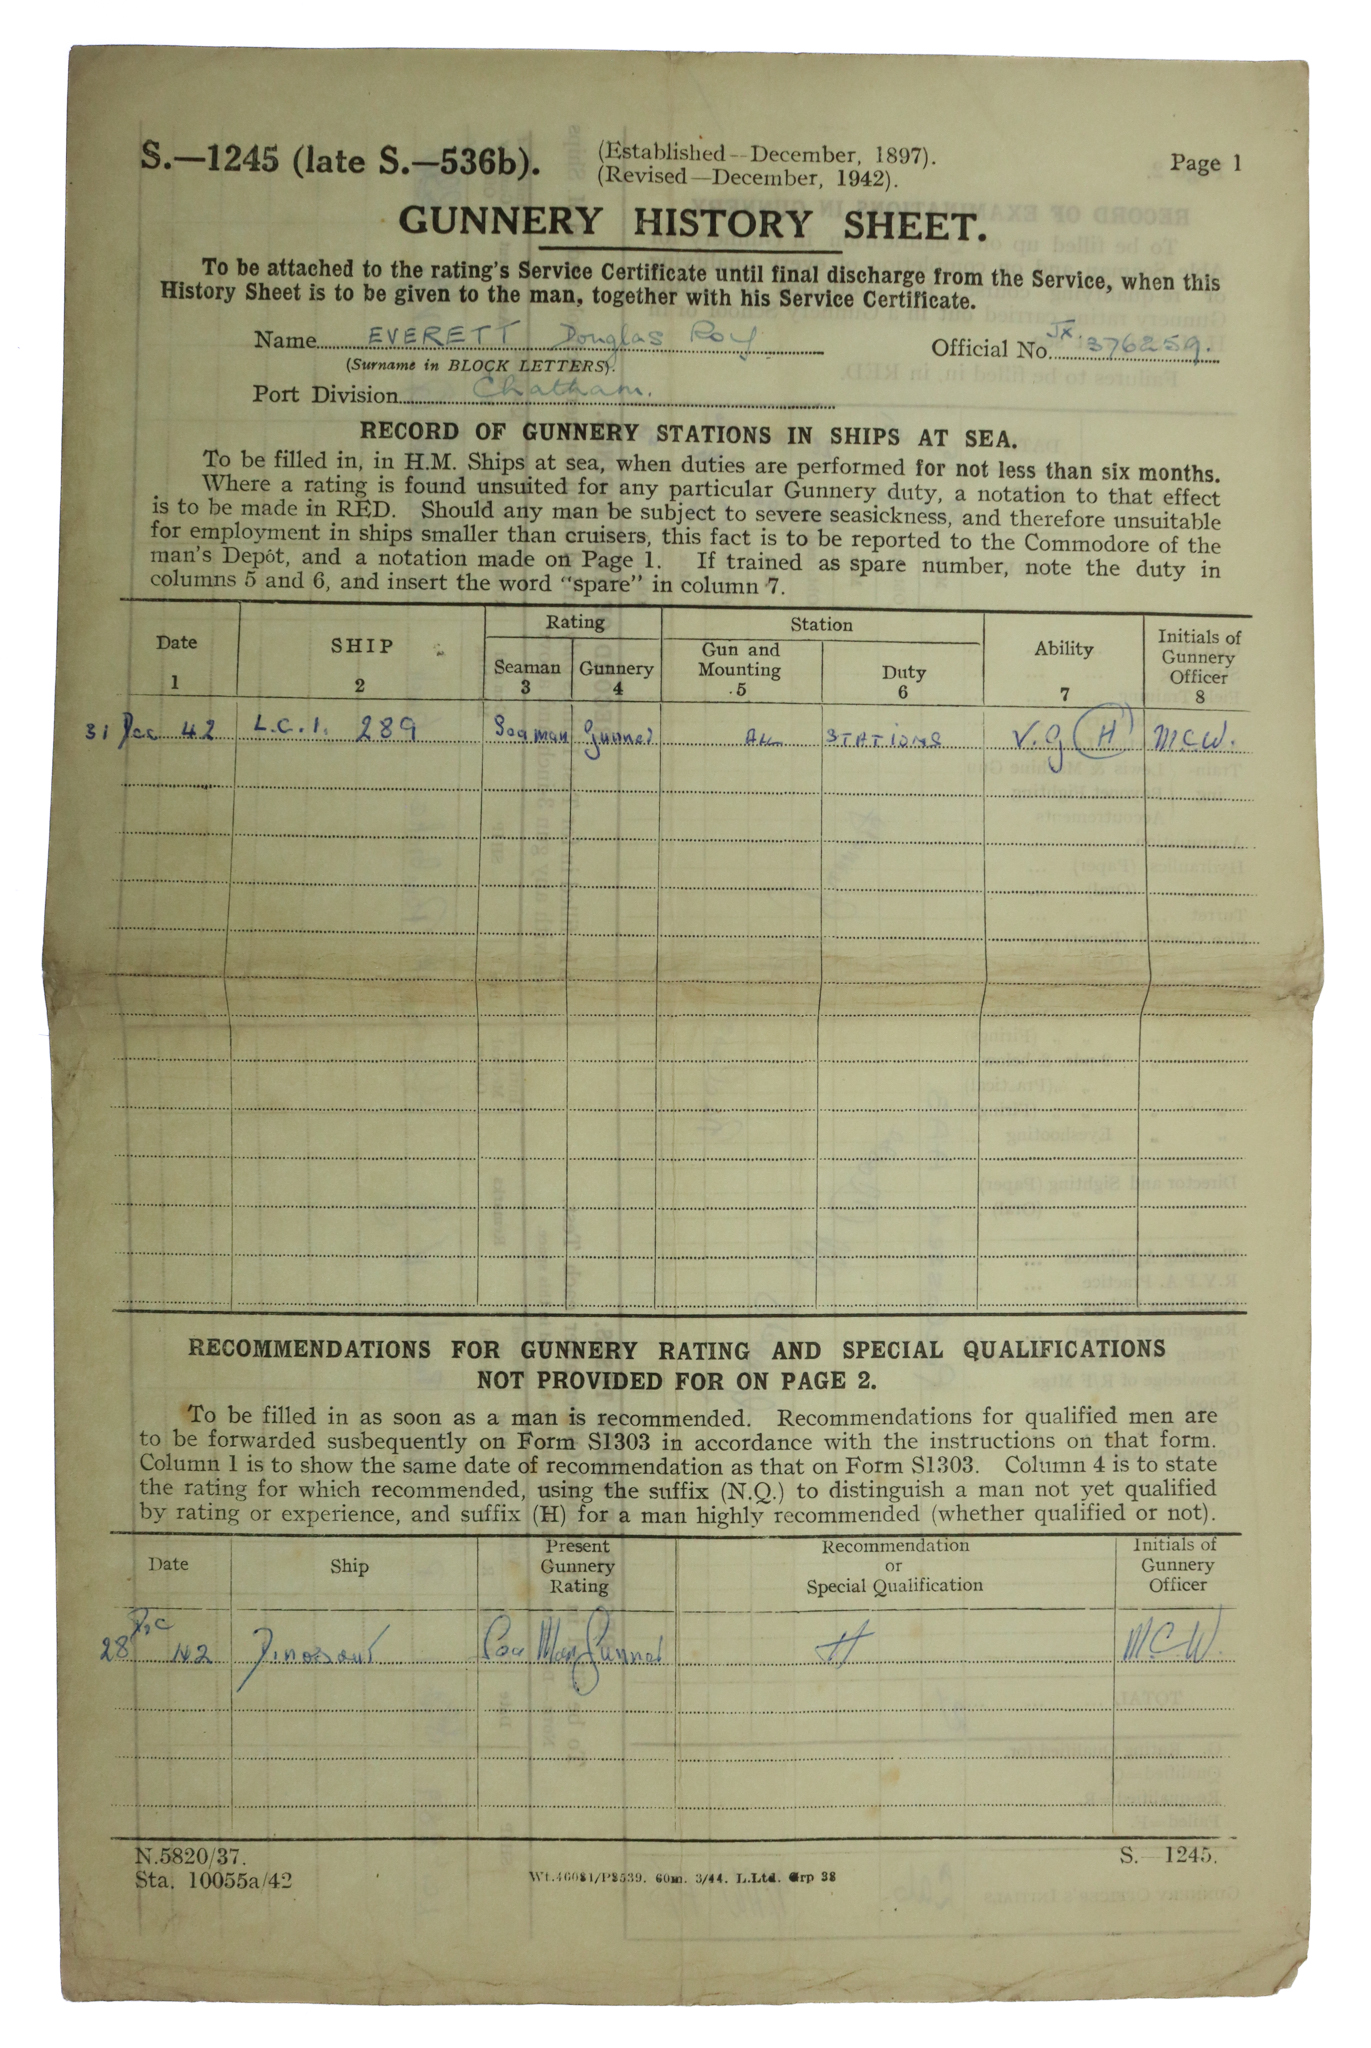 S.—1245 (late S.—536b). (Established—December, 1897). Page 1
(Revised—December, 1942).
GUNNERY HISTORY SHEET.
To be attached to the rating's Service Certificate until final discharge from the Service, when this
History Sheet is to be given to the man, together with his Service Certificate.
Name EVERETT Douglas Roy Official No. JX 376259.
(Surname in BLOCK LETTERS).
Port Division Chatham.
RECORD OF GUNNERY STATIONS IN SHIPS AT SEA.
To be filled in, in H.M. Ships at sea, when duties are performed for not less than six months.
Where a rating is found unsuited for any particular Gunnery duty, a notation to that effect
is to be made in RED. Should any man be subject to severe seasickness, and therefore unsuitable
for employment in ships smaller than cruisers, this fact is to be reported to the Commodore of the
man's Depôt, and a notation made on Page 1. If trained as spare number, note the duty in
columns 5 and 6, and insert the word "spare" in column 7.
Date 1
SHIP 2
Rating
Seaman 3
Gunnery 4
Station
Gun and Mounting 5
Duty 6
Ability 7
Initials of Gunnery Officer 8
31 Dec 42 L.C.I. 289 Seaman Gunner ALL STATIONS V.G (H) M.C.W.
RECOMMENDATIONS FOR GUNNERY RATING AND SPECIAL QUALIFICATIONS
NOT PROVIDED FOR ON PAGE 2.
To be filled in as soon as a man is recommended. Recommendations for qualified men are
to be forwarded susbequently on Form S1303 in accordance with the instructions on that form.
Column 1 is to show the same date of recommendation as that on Form S1303. Column 4 is to state
the rating for which recommended, using the suffix (N.Q.) to distinguish a man not yet qualified
by rating or experience, and suffix (H) for a man highly recommended (whether qualified or not).
Date
Ship
Present Gunnery Rating
Recommendation or Special Qualification
Initials of Gunnery Officer
28 Dec 42 Dinosaur Sea Man Gunner H M.C.W.
N.5820/37. S.—1245.
Sta. 10055a/42 Wt.46081/P8539. 60m. 3/44. L.Ltd. Grp 38